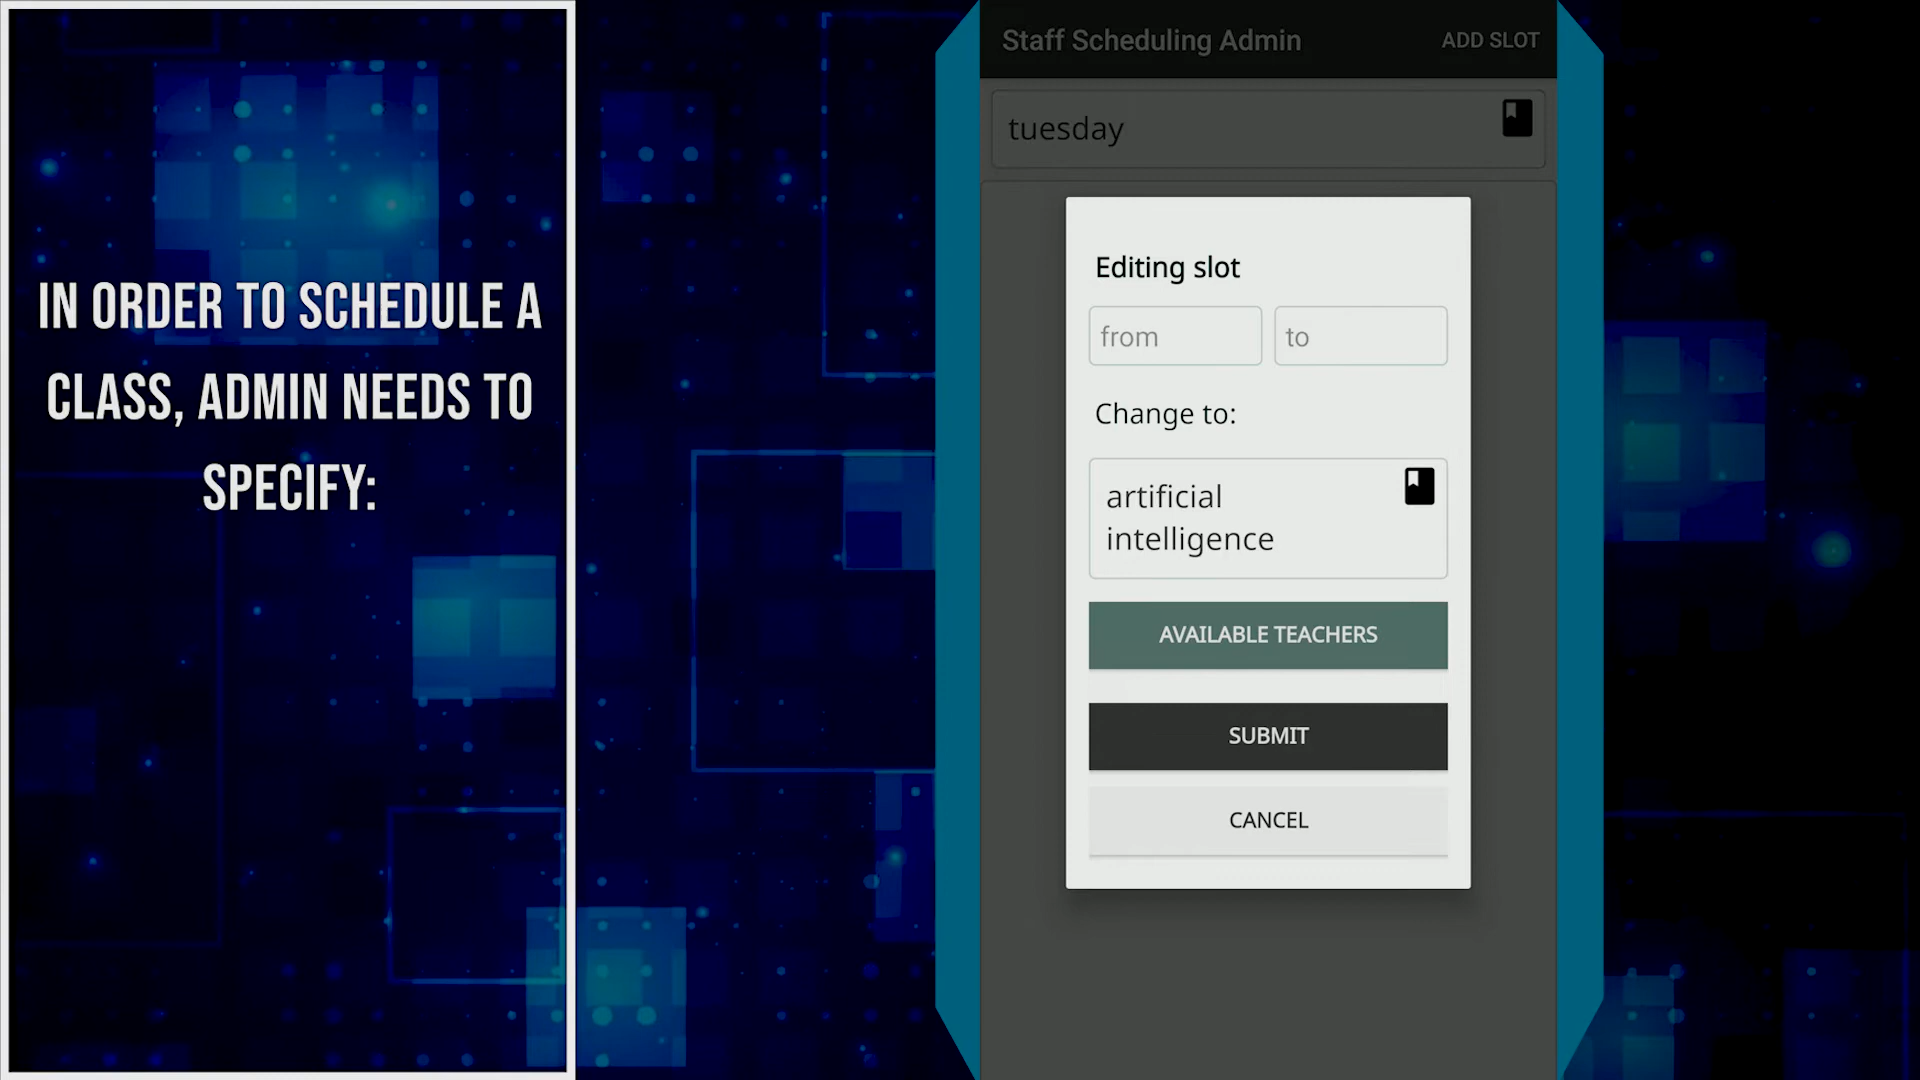 IN ORDER TO SCHEDULE A
CLASS, ADMIN NEEDS TO
SPECIFY:
Staff Scheduling Admin
ADD SLOT
tuesday
Editing slot
from
to
Change to:
artificial
intelligence
AVAILABLE TEACHERS
SUBMIT
CANCEL